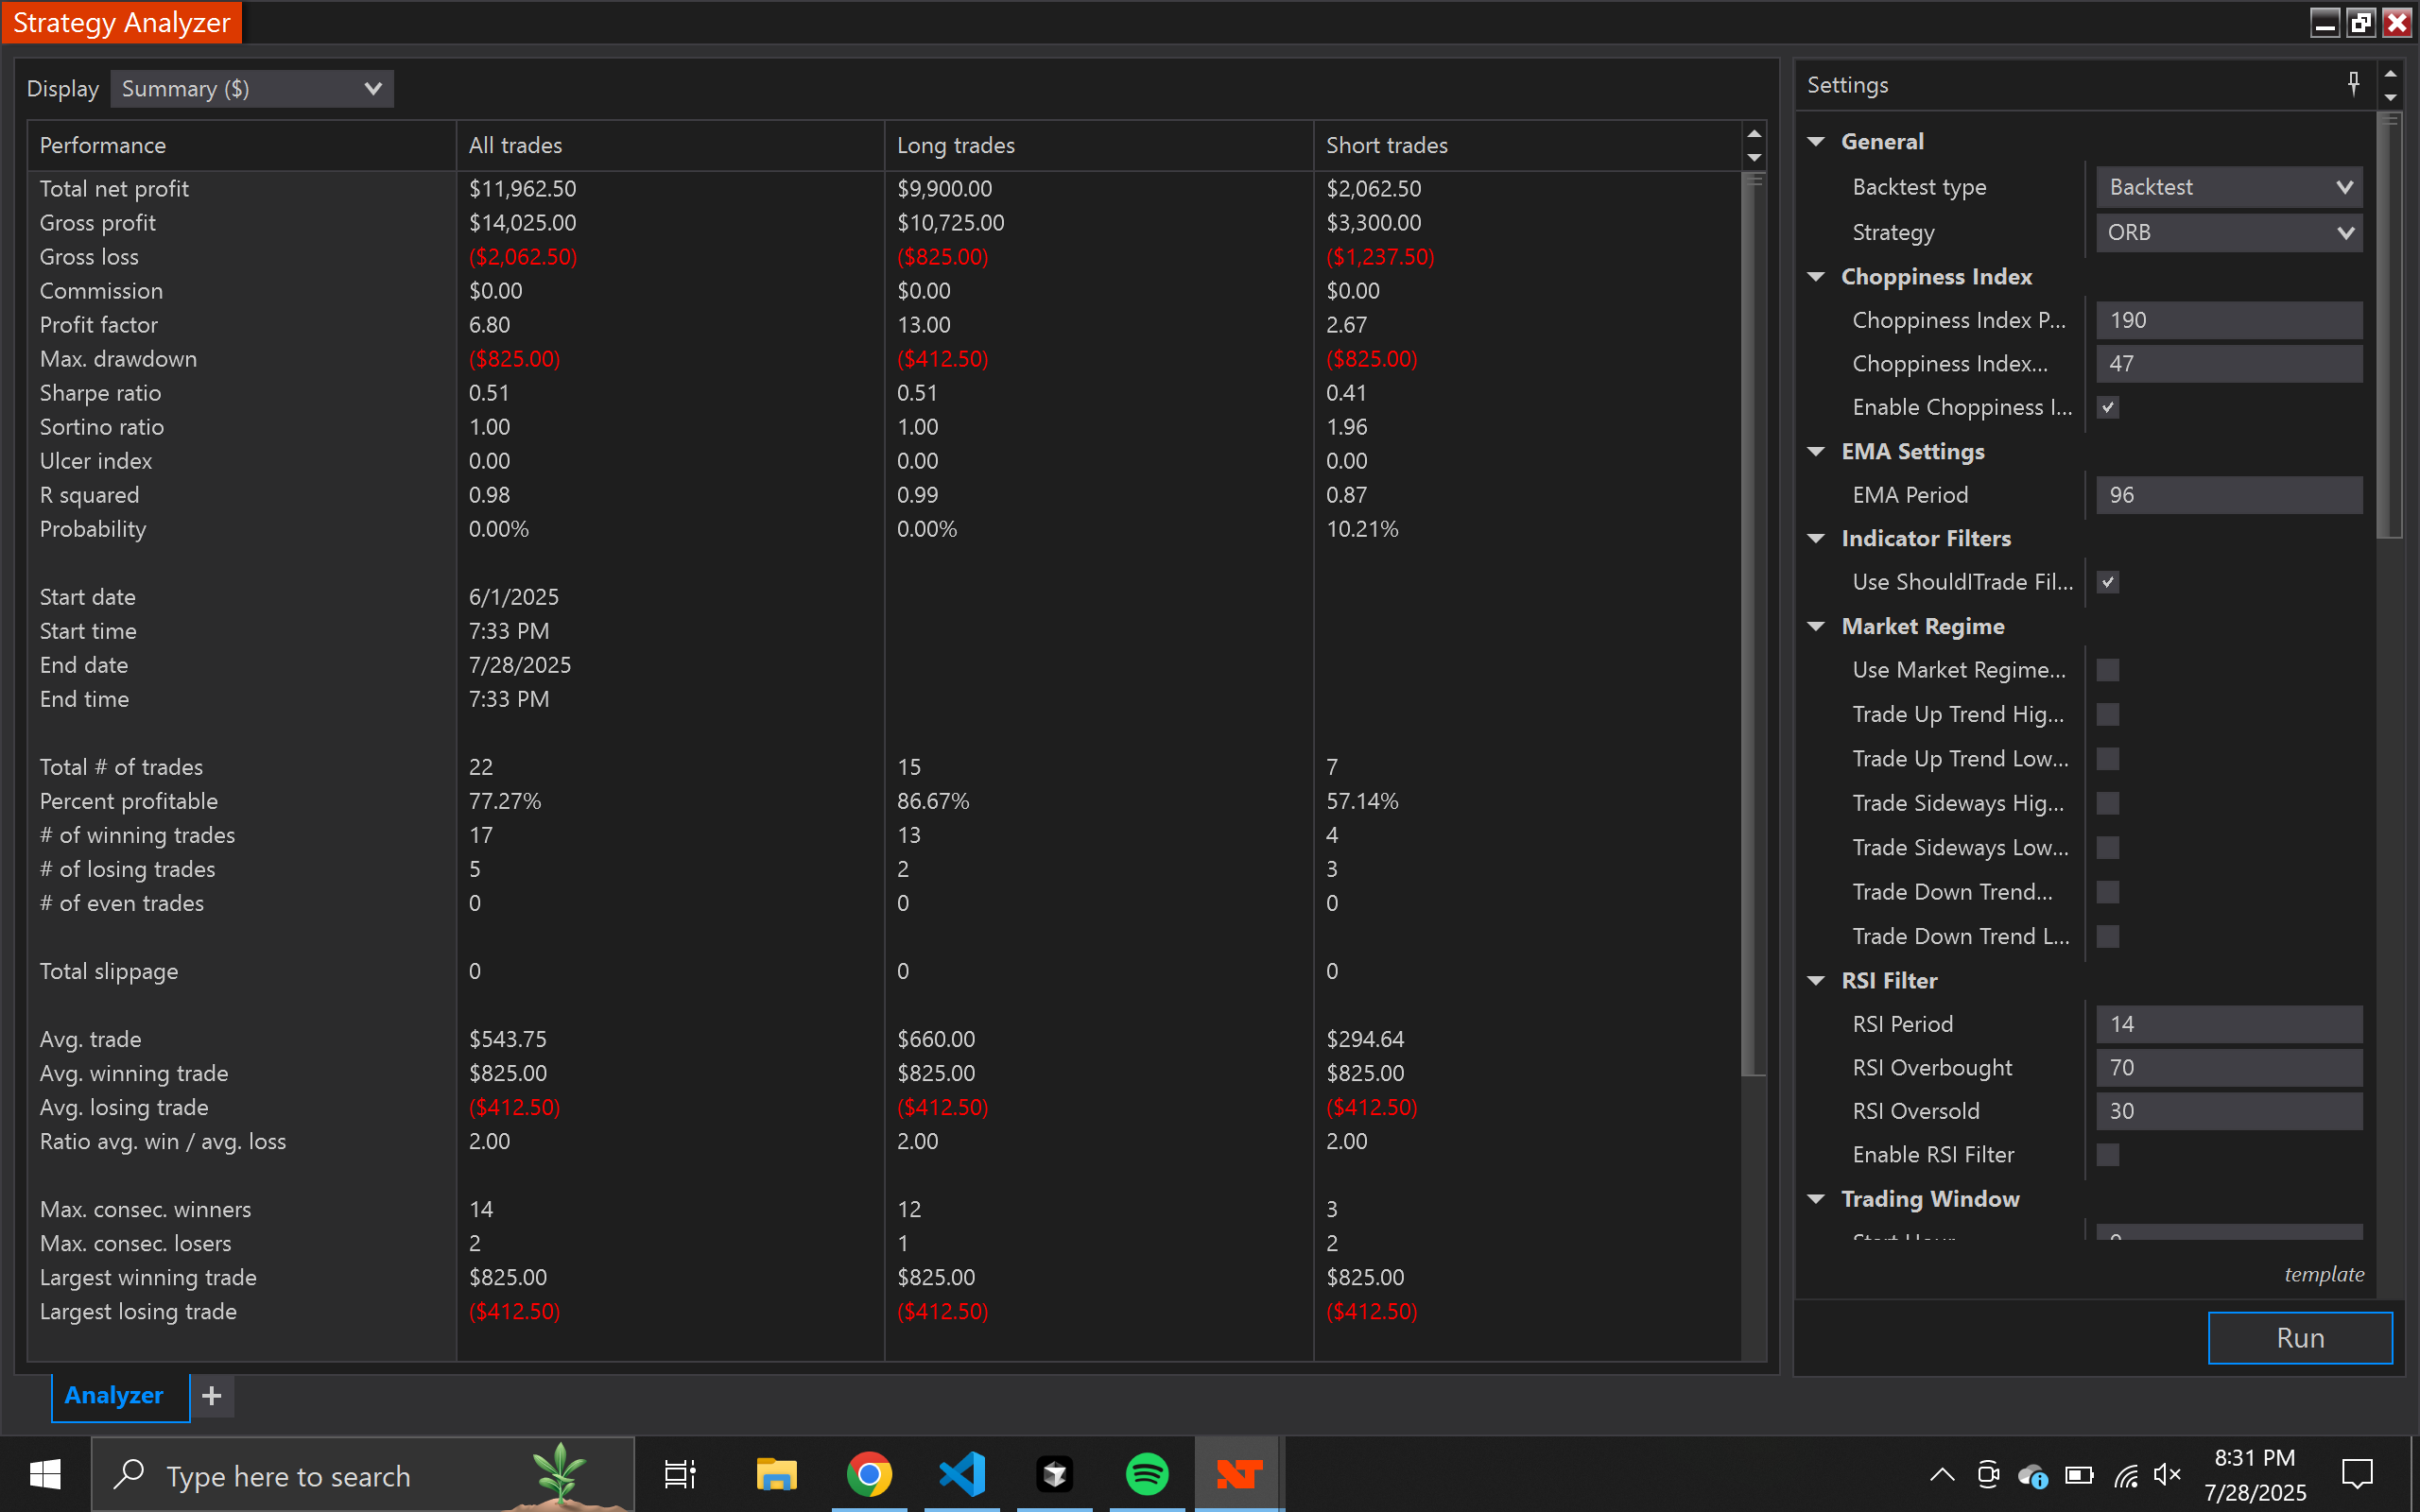 Strategy Analyzer
Display Summary ($)
Performance All trades Long trades Short trades
Total net profit $11,962.50 $9,900.00 $2,062.50
Gross profit $14,025.00 $10,725.00 $3,300.00
Gross loss ($2,062.50) ($825.00) ($1,237.50)
Commission $0.00 $0.00 $0.00
Profit factor 6.80 13.00 2.67
Max. drawdown ($825.00) ($412.50) ($825.00)
Sharpe ratio 0.51 0.51 0.41
Sortino ratio 1.00 1.00 1.96
Ulcer index 0.00 0.00 0.00
R squared 0.98 0.99 0.87
Probability 0.00% 0.00% 10.21%
Start date 6/1/2025
Start time 7:33 PM
End date 7/28/2025
End time 7:33 PM
Total # of trades 22 15 7
Percent profitable 77.27% 86.67% 57.14%
# of winning trades 17 13 4
# of losing trades 5 2 3
# of even trades 0 0 0
Total slippage 0 0 0
Avg. trade $543.75 $660.00 $294.64
Avg. winning trade $825.00 $825.00 $825.00
Avg. losing trade ($412.50) ($412.50) ($412.50)
Ratio avg. win / avg. loss 2.00 2.00 2.00
Max. consec. winners 14 12 3
Max. consec. losers 2 1 2
Largest winning trade $825.00 $825.00 $825.00
Largest losing trade ($412.50) ($412.50) ($412.50)
Analyzer +
Settings
General
Backtest type Backtest
Strategy ORB
Choppiness Index
Choppiness Index P... 190
Choppiness Index... 47
Enable Choppiness I...
EMA Settings
EMA Period 96
Indicator Filters
Use ShouldITrade Fil...
Market Regime
Use Market Regime...
Trade Up Trend Hig...
Trade Up Trend Low...
Trade Sideways Hig...
Trade Sideways Low...
Trade Down Trend...
Trade Down Trend L...
RSI Filter
RSI Period 14
RSI Overbought 70
RSI Oversold 30
Enable RSI Filter
Trading Window
template
Run
Type here to search
8:31 PM
7/28/2025